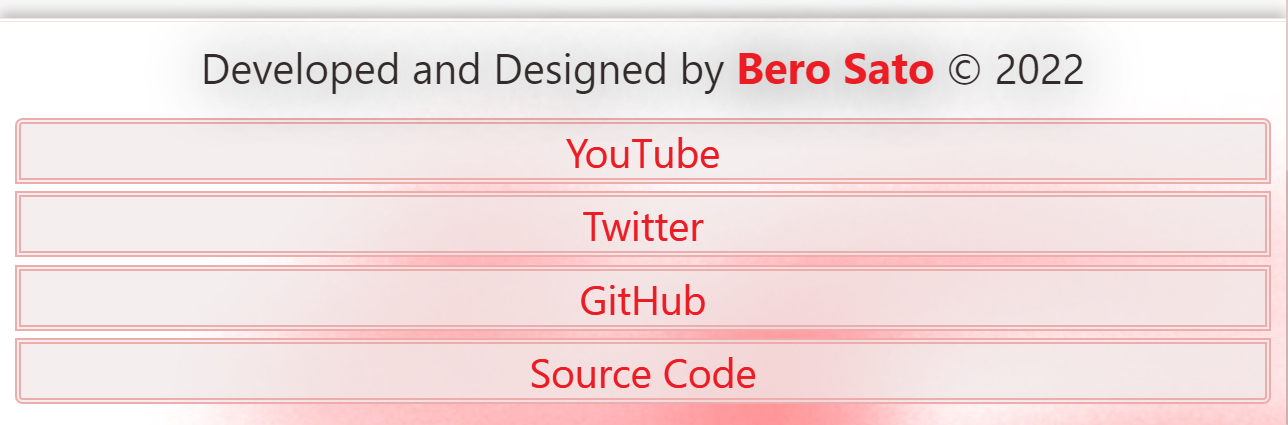 Developed and Designed by Bero Sato © 2022
YouTube
Twitter
GitHub
Source Code